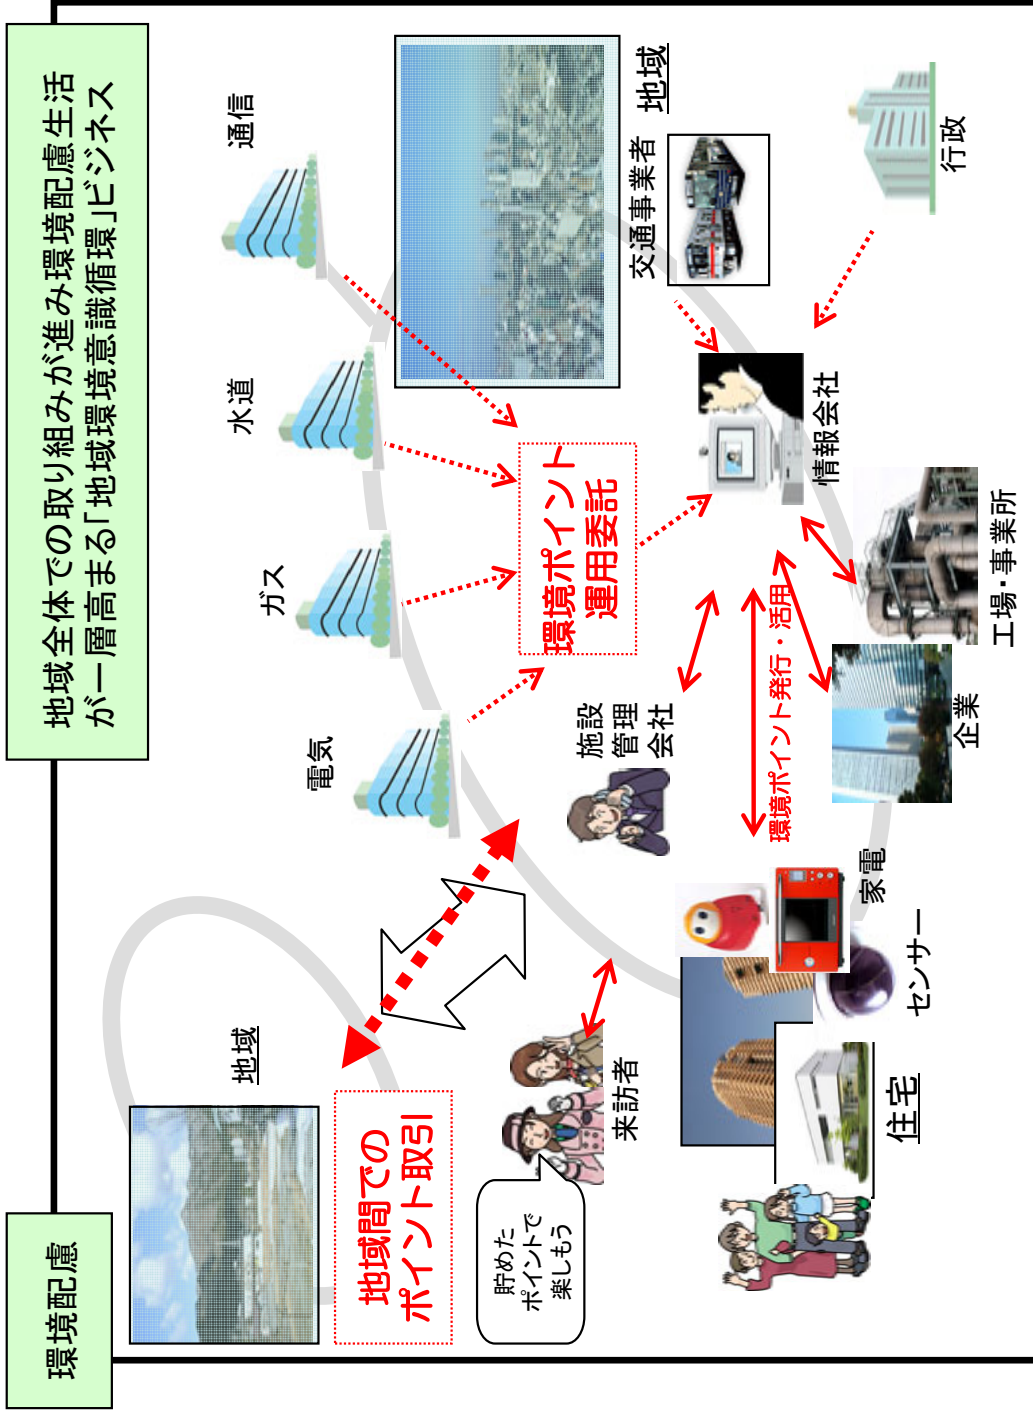 環境配慮
地域全体での取り組みが進み環境配慮生活
が一層高まる「地域環境意識循環」ビジネス
地域
地域間での
ポイント取引
貯めた
ポイントで
楽しもう
来訪者
電気
ガス
水道
通信
環境ポイント
運用委託
地域
交通事業者
行政
情報会社
施設
管理
会社
環境ポイント発行・活用
工場・事業所
企業
家電
センサー
住宅